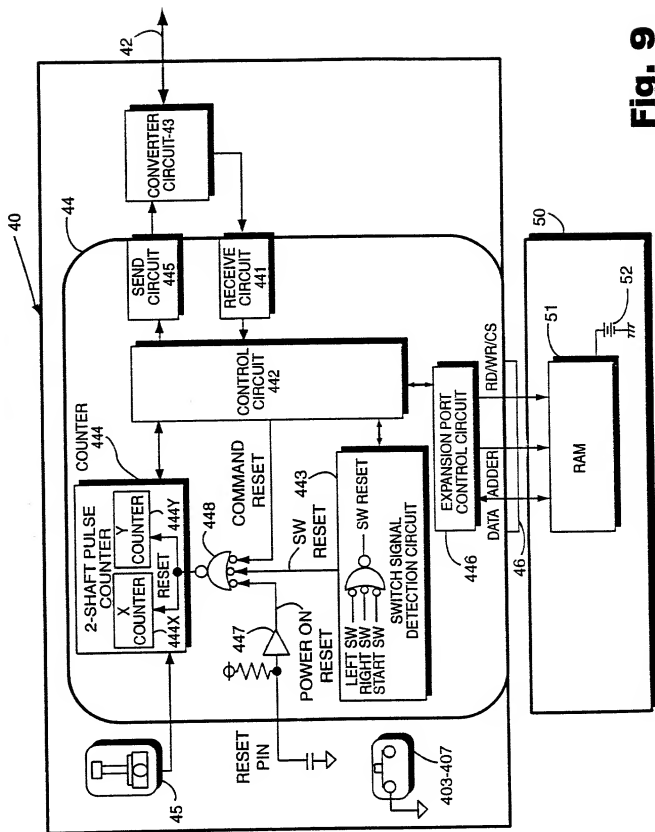 40
42
CONVERTER
CIRCUIT-43
44
SEND
CIRCUIT
445
RECEIVE
CIRCUIT
441
CONTROL
CIRCUIT
442
COUNTER
444
2-SHAFT PULSE
COUNTER
X
COUNTER
Y
COUNTER
RESET
444X
444Y
448
COMMAND
RESET
SW
RESET
443
447
POWER ON
RESET
LEFT SW
RIGHT SW
START SW
SW RESET
SWITCH SIGNAL
DETECTION CIRCUIT
45
RESET
PIN
403-407
EXPANSION PORT
CONTROL CIRCUIT
446
DATA
ADDER
RD/WR/CS
46
50
51
52
RAM
Fig. 9